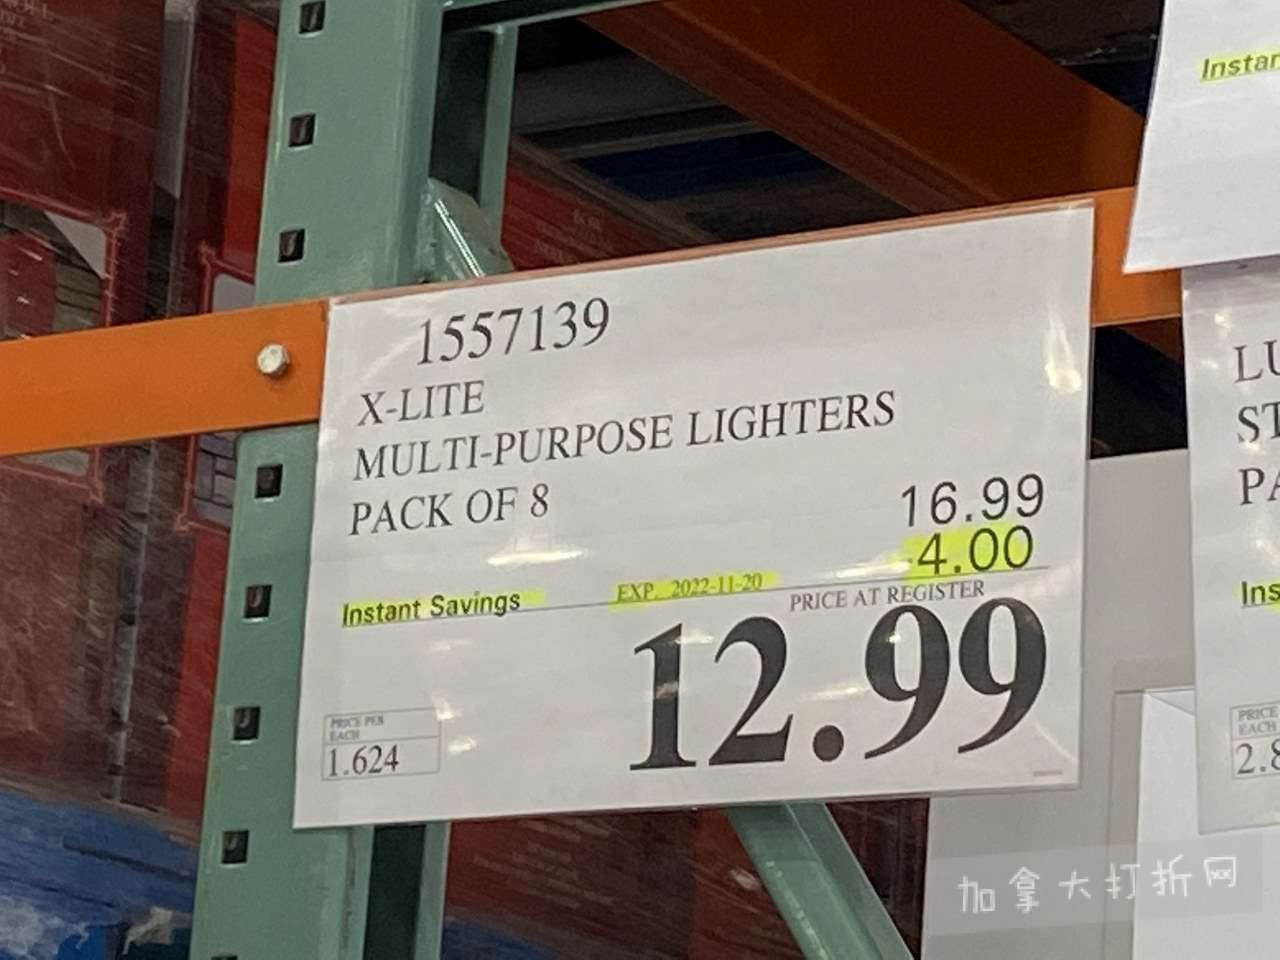 1557139
X-LITE
MULTI-PURPOSE LIGHTERS
PACK OF 8
16.99
-4.00
Instant Savings EXP. 2022-11-20
PRICE AT REGISTER
12.99
PRICE PER
EACH
1.624
Instan
LU
ST
PA
Ins
PRICE
EACH
2.8
加拿大打折网